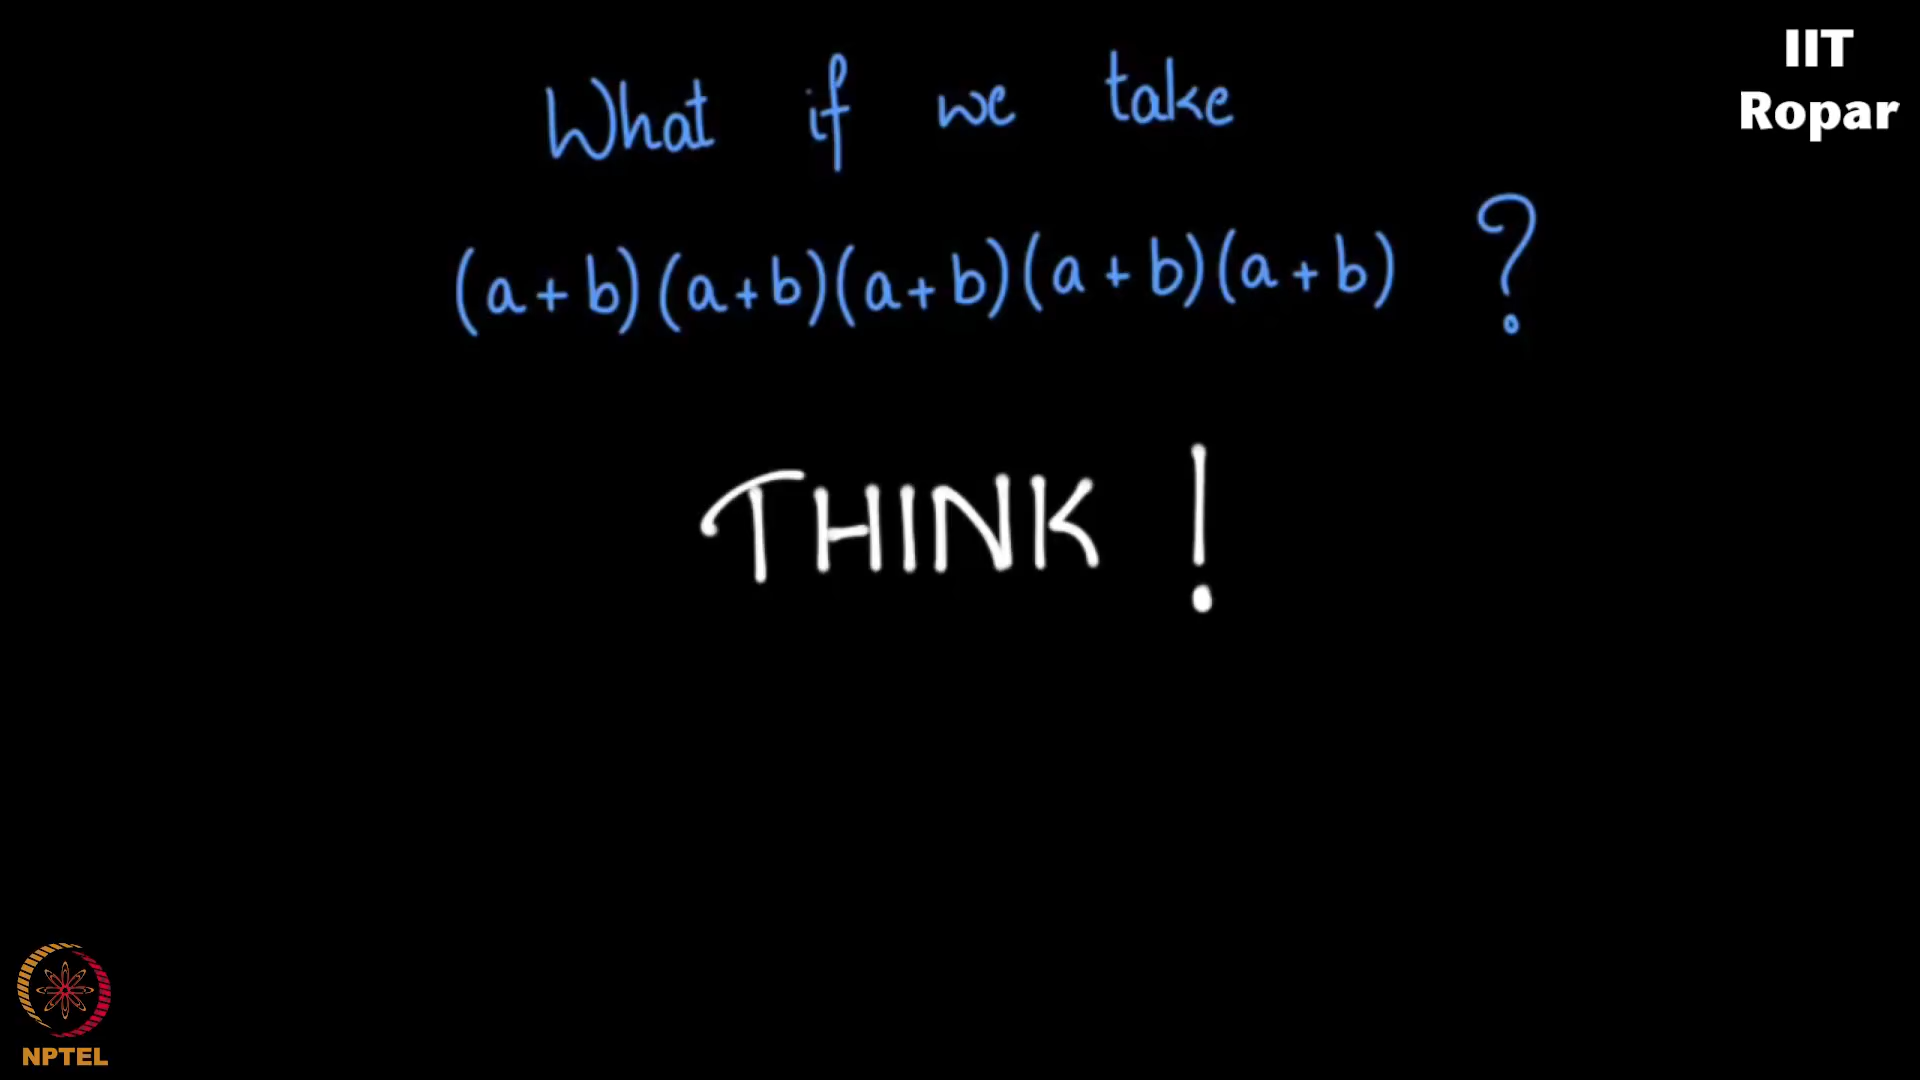 What if we take
(a+b)(a+b)(a+b)(a+b)(a+b) ?
THINK !
IIT
Ropar
NPTEL